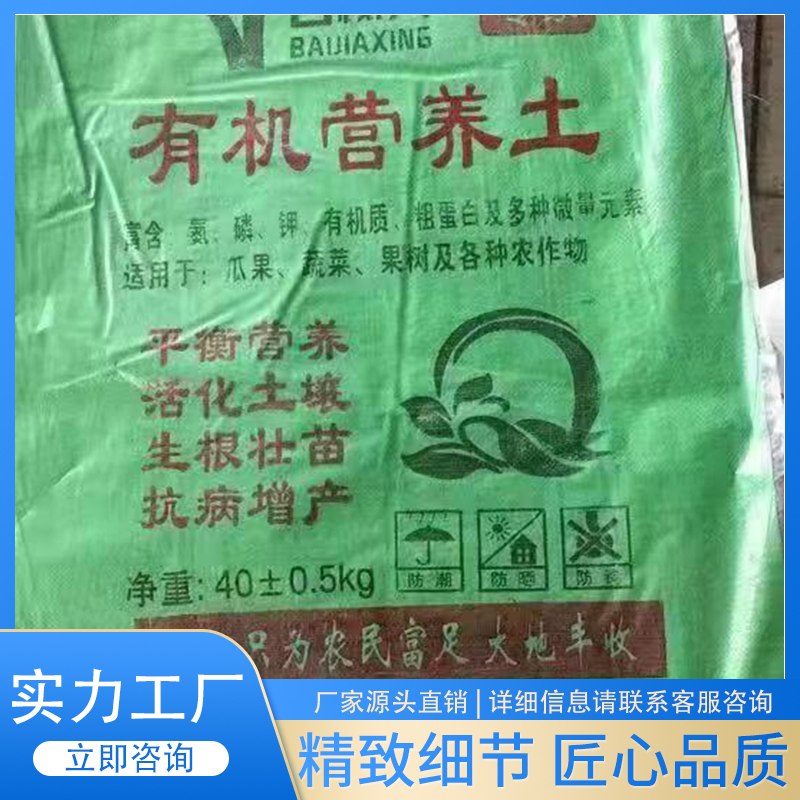 BAIJIAXING
有机营养土
富含 氮、磷、钾、有机质、粗蛋白及多种微量元素
适用于：瓜果、蔬菜、果树及各种农作物
平衡营养
活化土壤
生根壮苗
抗病增产
防潮 防晒
净重: 40±0.5kg
只为农民富足 大地丰收
实力工厂
立即咨询
厂家源头直销 | 详细信息请联系客服咨询
精致细节 匠心品质